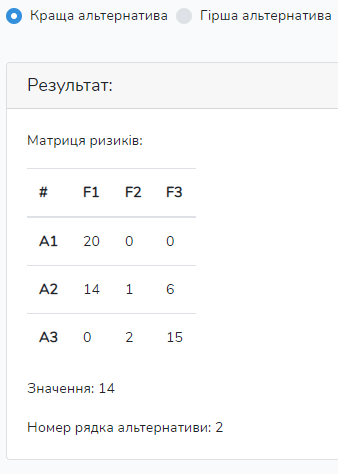 Краща альтернатива Гірша альтернатива
Результат:
Матриця ризиків:
# F1 F2 F3
A1 20 0 0
A2 14 1 6
A3 0 2 15
Значення: 14
Номер рядка альтернативи: 2